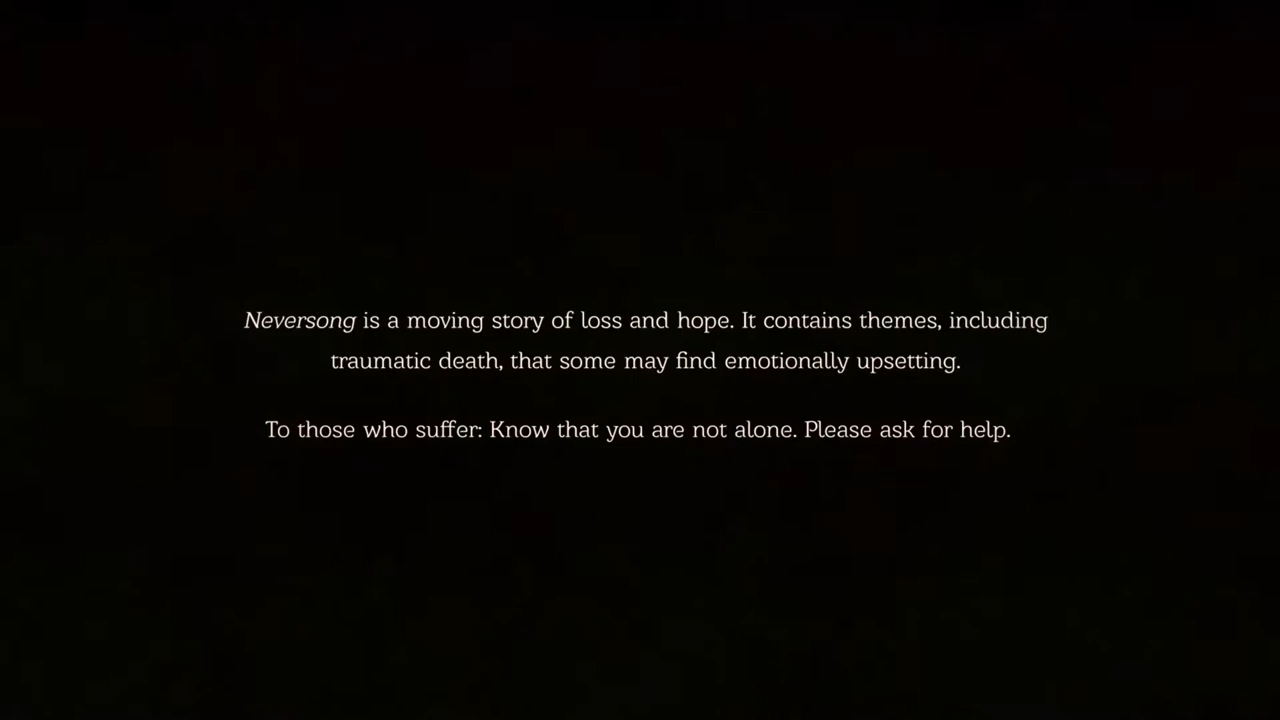 Neversong is a moving story of loss and hope. It contains themes, including
traumatic death, that some may find emotionally upsetting.
To those who suffer: Know that you are not alone. Please ask for help.